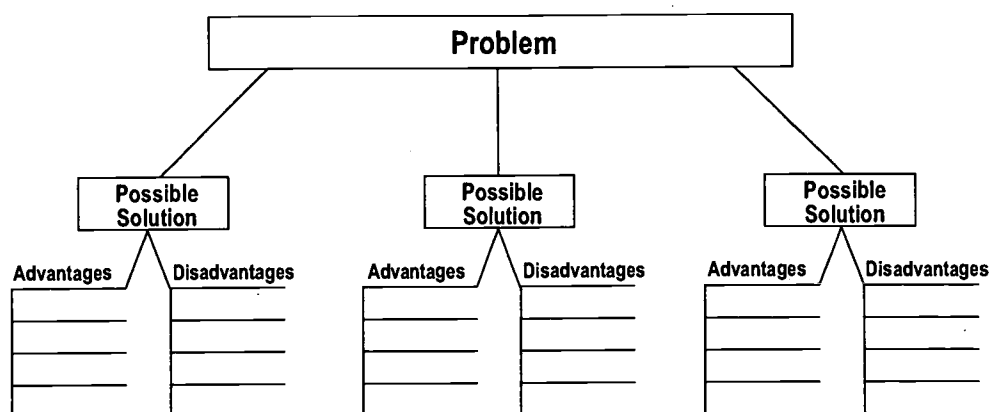 Problem
Possible
Solution
Possible
Solution
Possible
Solution
Advantages
Disadvantages
Advantages
Disadvantages
Advantages
Disadvantages